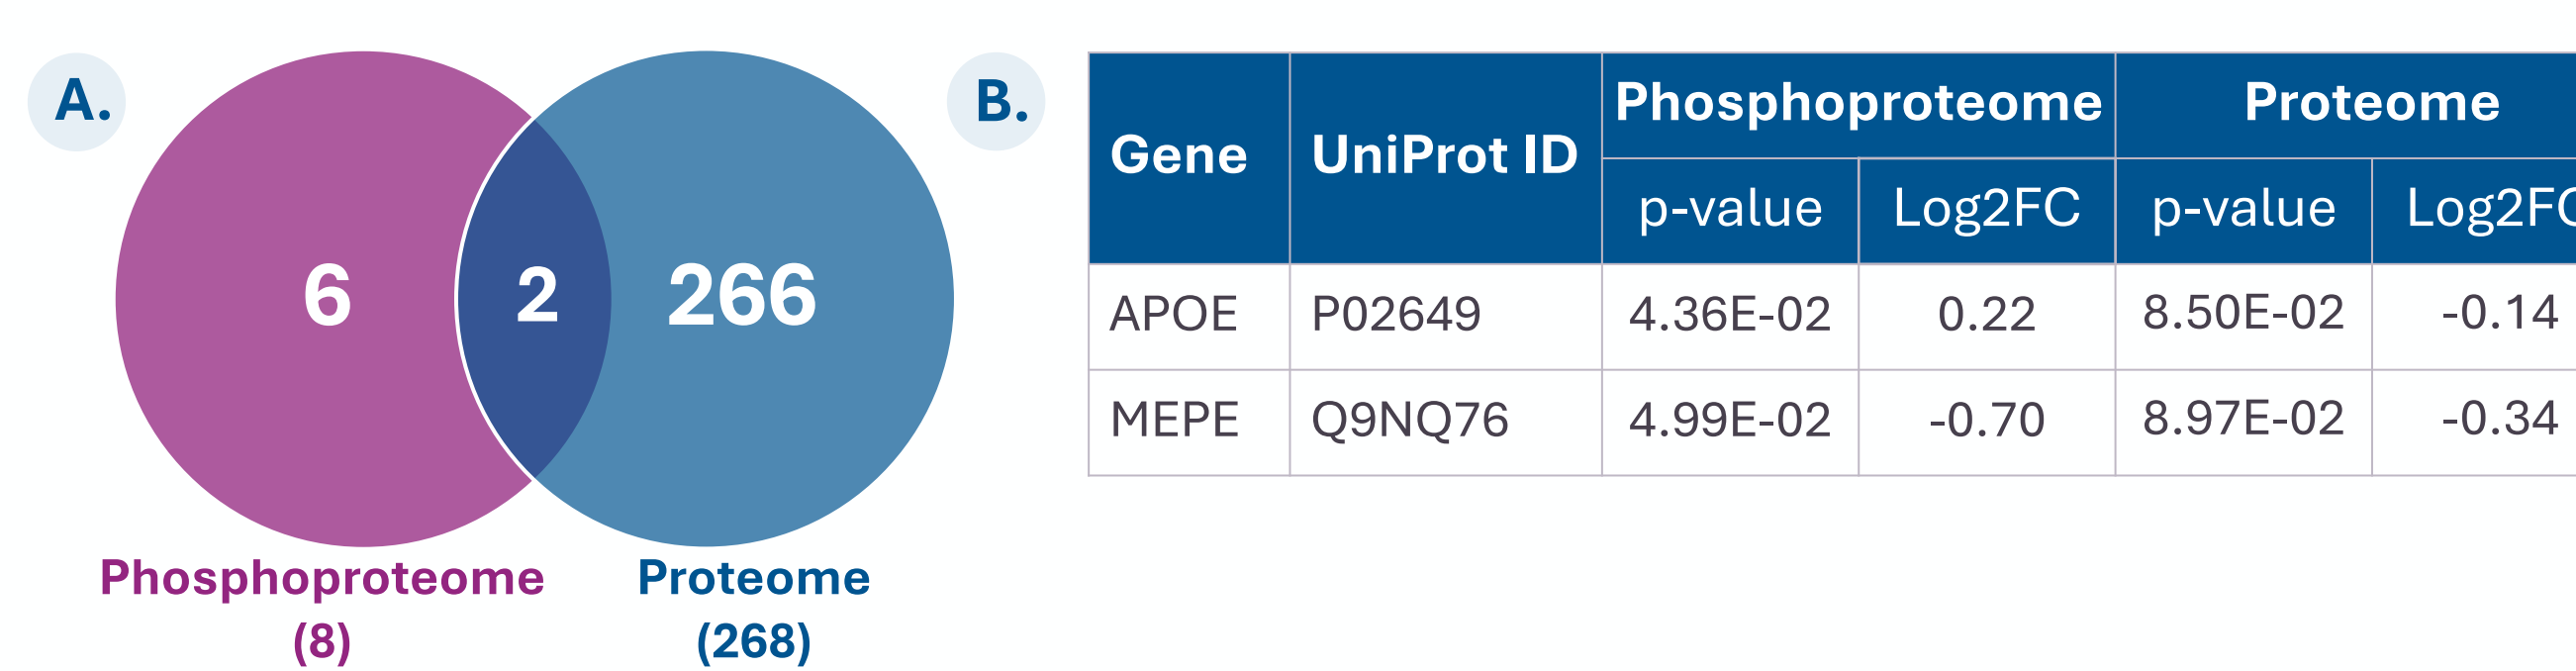 A.
6
2
266
Phosphoproteome
(8)
Proteome
(268)
B.
Gene UniProt ID Phosphoproteome Proteome
p-value Log2FC p-value Log2FC
APOE P02649 4.36E-02 0.22 8.50E-02 -0.14
MEPE Q9NQ76 4.99E-02 -0.70 8.97E-02 -0.34